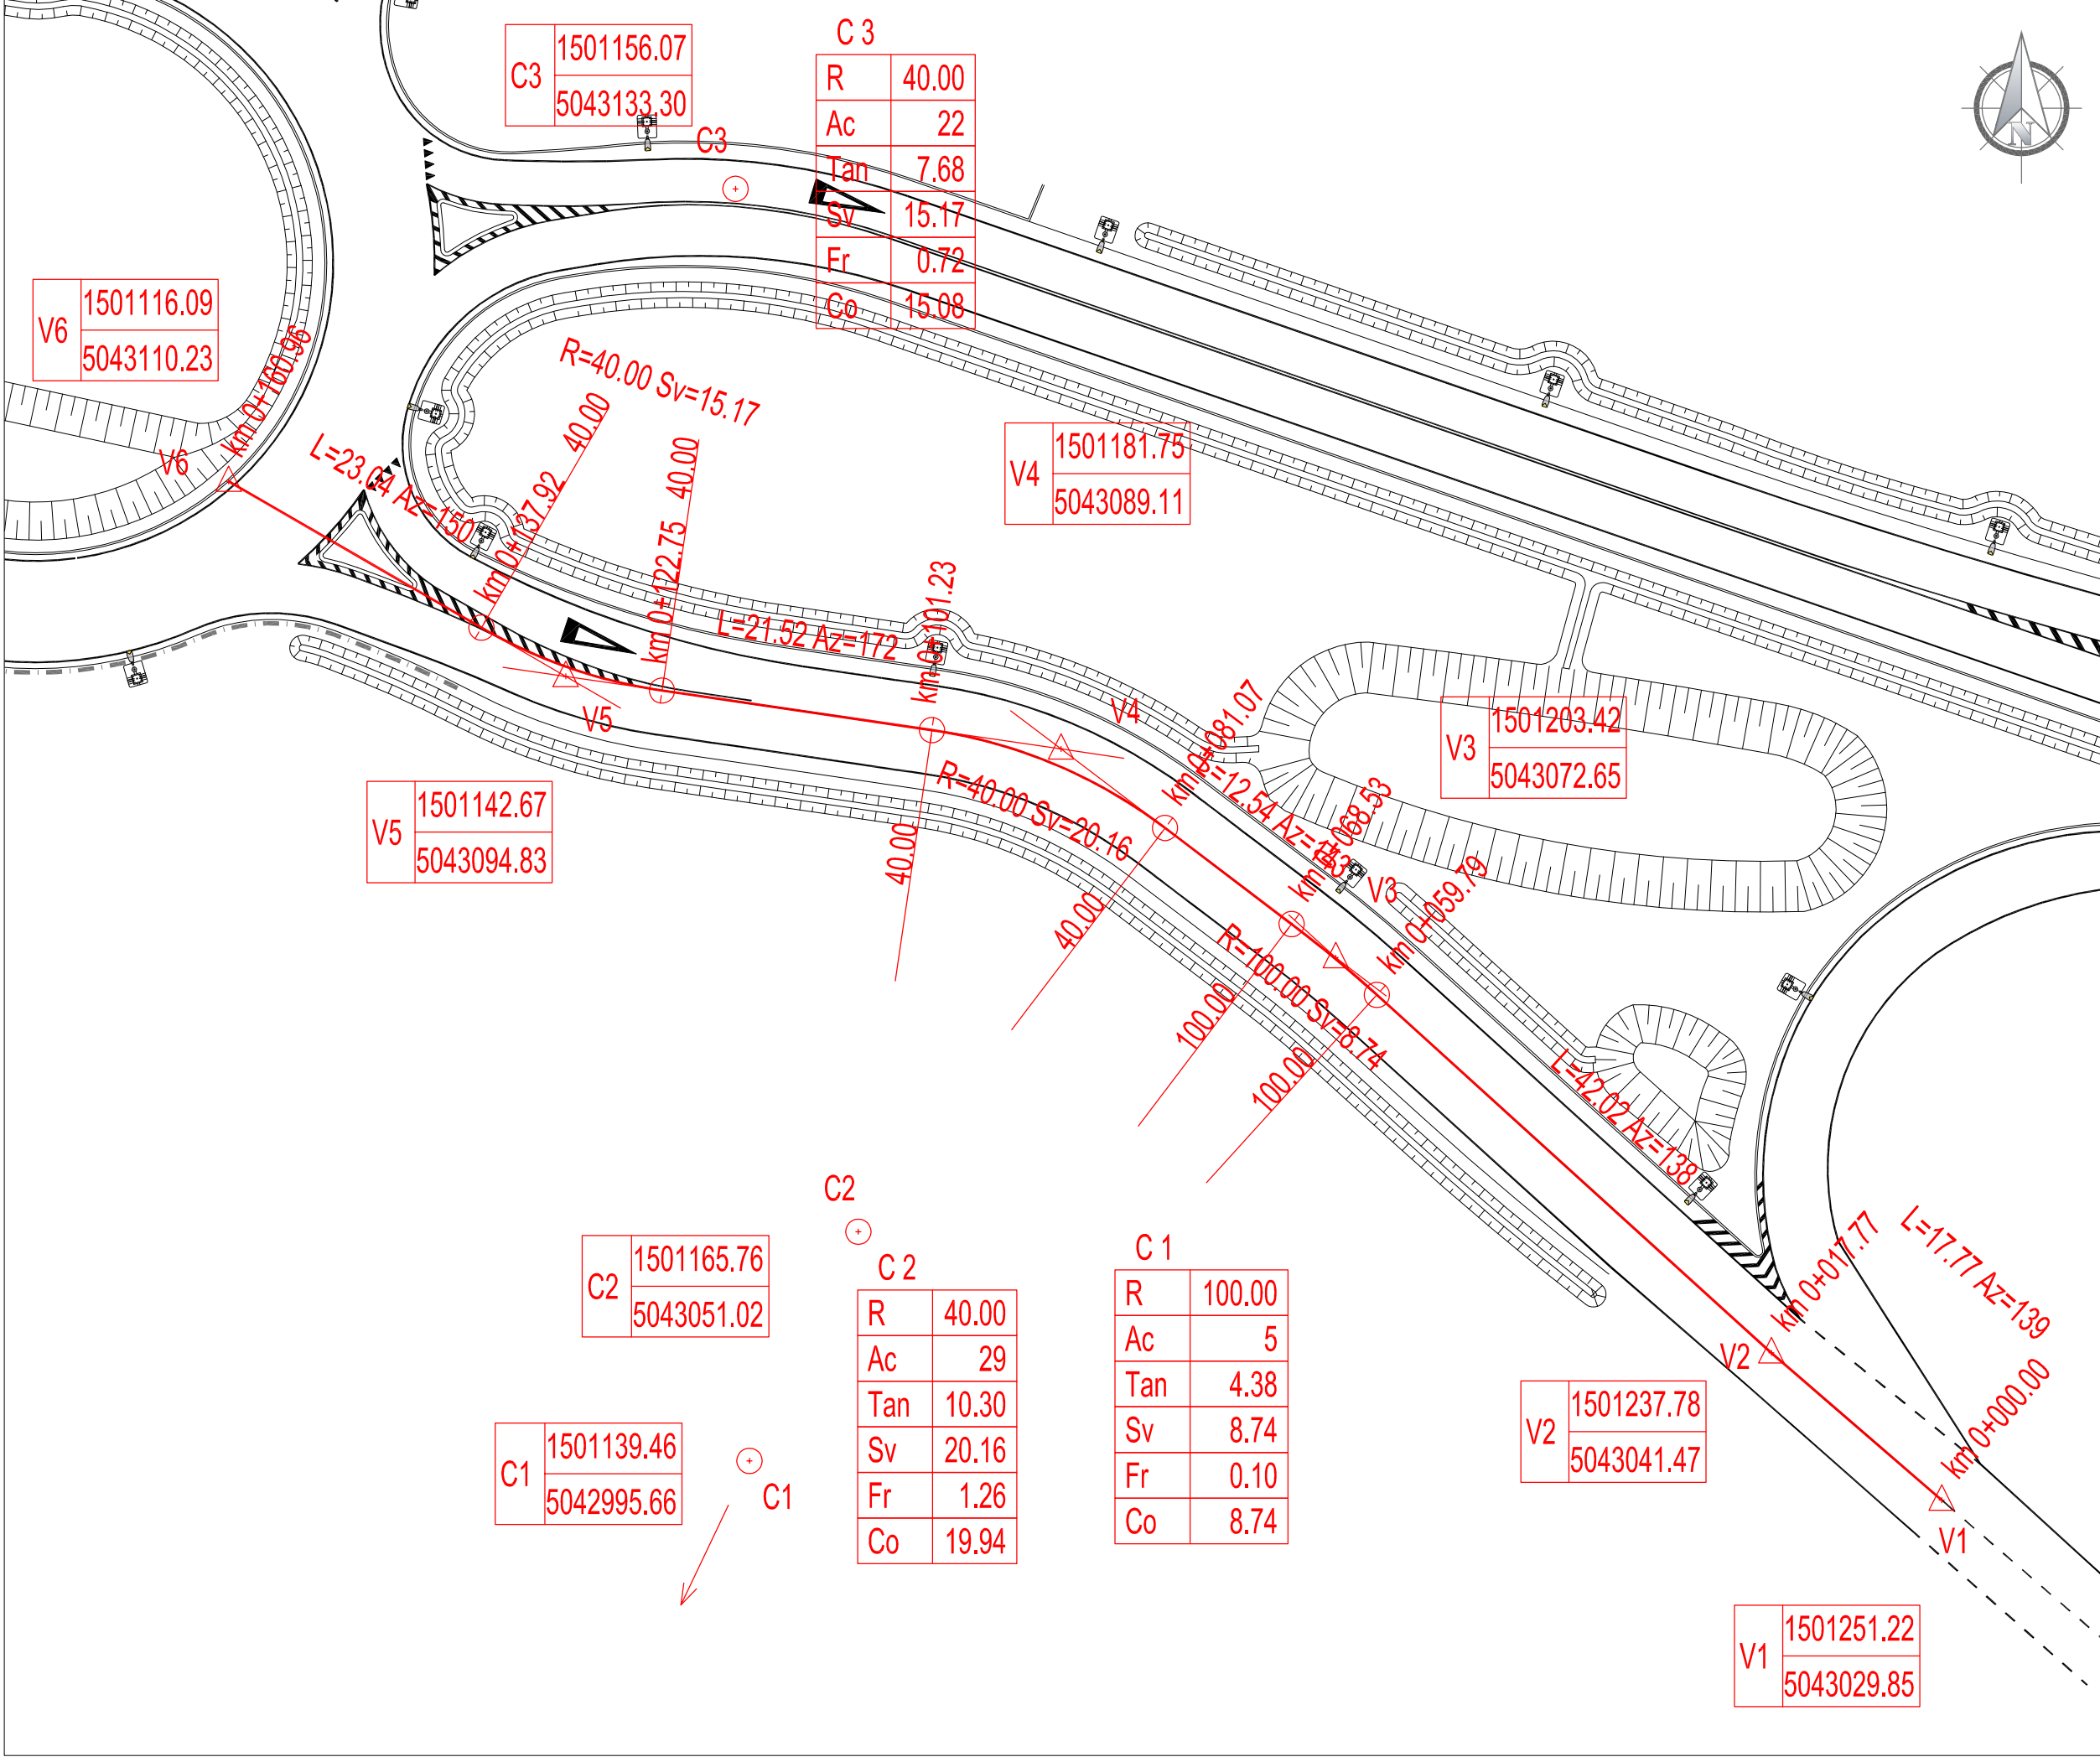 C 3
C3
1501156.07
5043133.30
R 40.00
Ac 22
Tan 7.68
Sv 15.17
Fr 0.72
Co 15.08
C3
N
V6
1501116.09
5043110.23
km 0+160.96
V6
R=40.00 Sv=15.17
L=23.04 Az=150
km 0+137.92
40.00
km 0+122.75
40.00
V4
1501181.75
5043089.11
km 0+101.23
L=21.52 Az=172
V5
V4
km 0+081.07
V3
1501203.42
5043072.65
V5
1501142.67
5043094.83
R=40.00 Sv=20.16
40.00
40.00
L=12.54 Az=143
km 0+068.53
V3
km 0+059.79
R=100.00 Sv=8.74
100.00
100.00
L=42.02 Az=138
km 0+017.77
L=17.77 Az=139
C2
C2
1501165.76
5043051.02
C 2
R 40.00
Ac 29
Tan 10.30
Sv 20.16
Fr 1.26
Co 19.94
C 1
R 100.00
Ac 5
Tan 4.38
Sv 8.74
Fr 0.10
Co 8.74
V2
km 0+000.00
V2
1501237.78
5043041.47
C1
1501139.46
5042995.66
C1
V1
V1
1501251.22
5043029.85